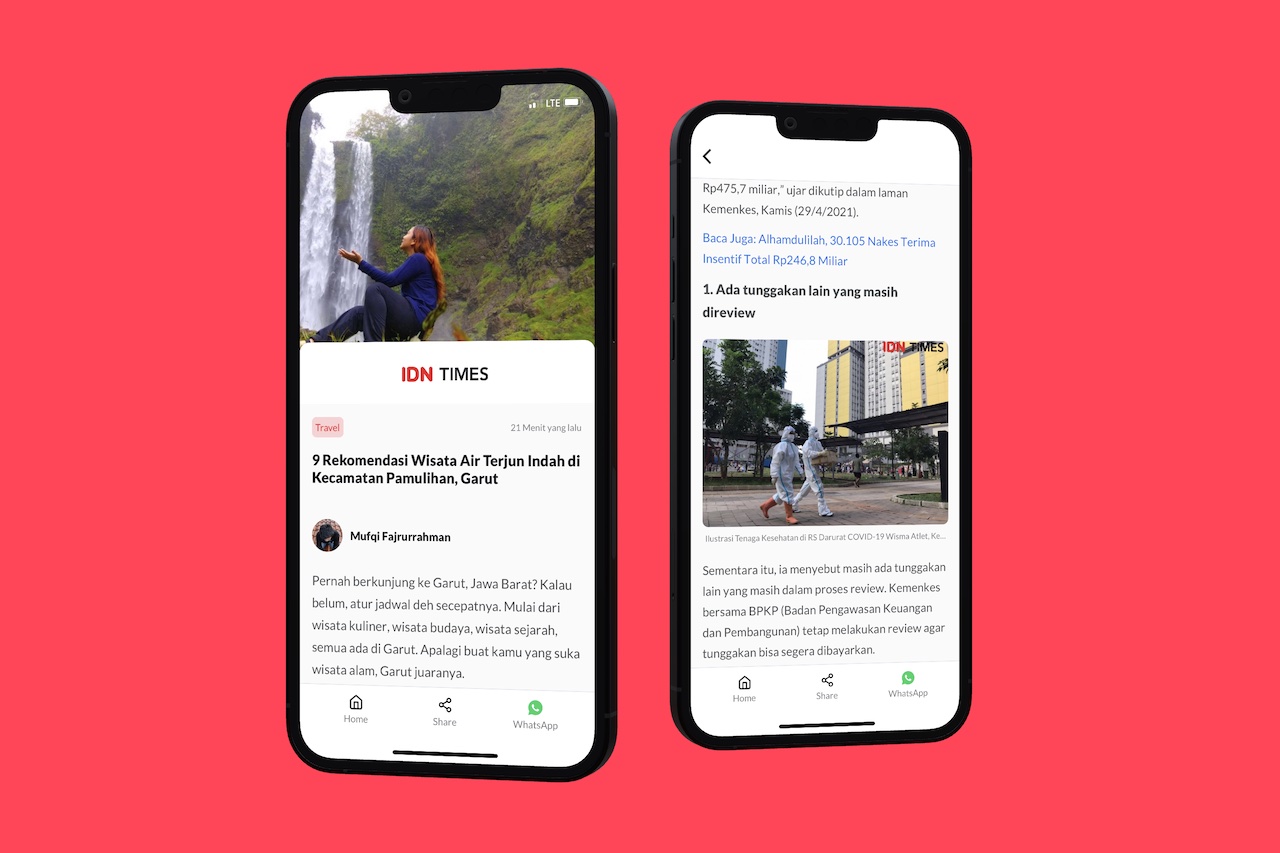 LTE
IDN TIMES
Travel
21 Menit yang lalu
9 Rekomendasi Wisata Air Terjun Indah di
Kecamatan Pamulihan, Garut
Mufqi Fajrurrahman
Pernah berkunjung ke Garut, Jawa Barat? Kalau
belum, atur jadwal deh secepatnya. Mulai dari
wisata kuliner, wisata budaya, wisata sejarah,
semua ada di Garut. Apalagi buat kamu yang suka
wisata alam, Garut juaranya.
Home
Share
WhatsApp
Rp475,7 miliar,” ujar dikutip dalam laman
Kemenkes, Kamis (29/4/2021).
Baca Juga: Alhamdulilah, 30.105 Nakes Terima
Insentif Total Rp246,8 Miliar
1. Ada tunggakan lain yang masih
direview
IDN TIMES
Ilustrasi Tenaga Kesehatan di RS Darurat COVID-19 Wisma Atlet, Ke...
Sementara itu, ia menyebut masih ada tunggakan
lain yang masih dalam proses review. Kemenkes
bersama BPKP (Badan Pengawasan Keuangan
dan Pembangunan) tetap melakukan review agar
tunggakan bisa segera dibayarkan.
Home
Share
WhatsApp